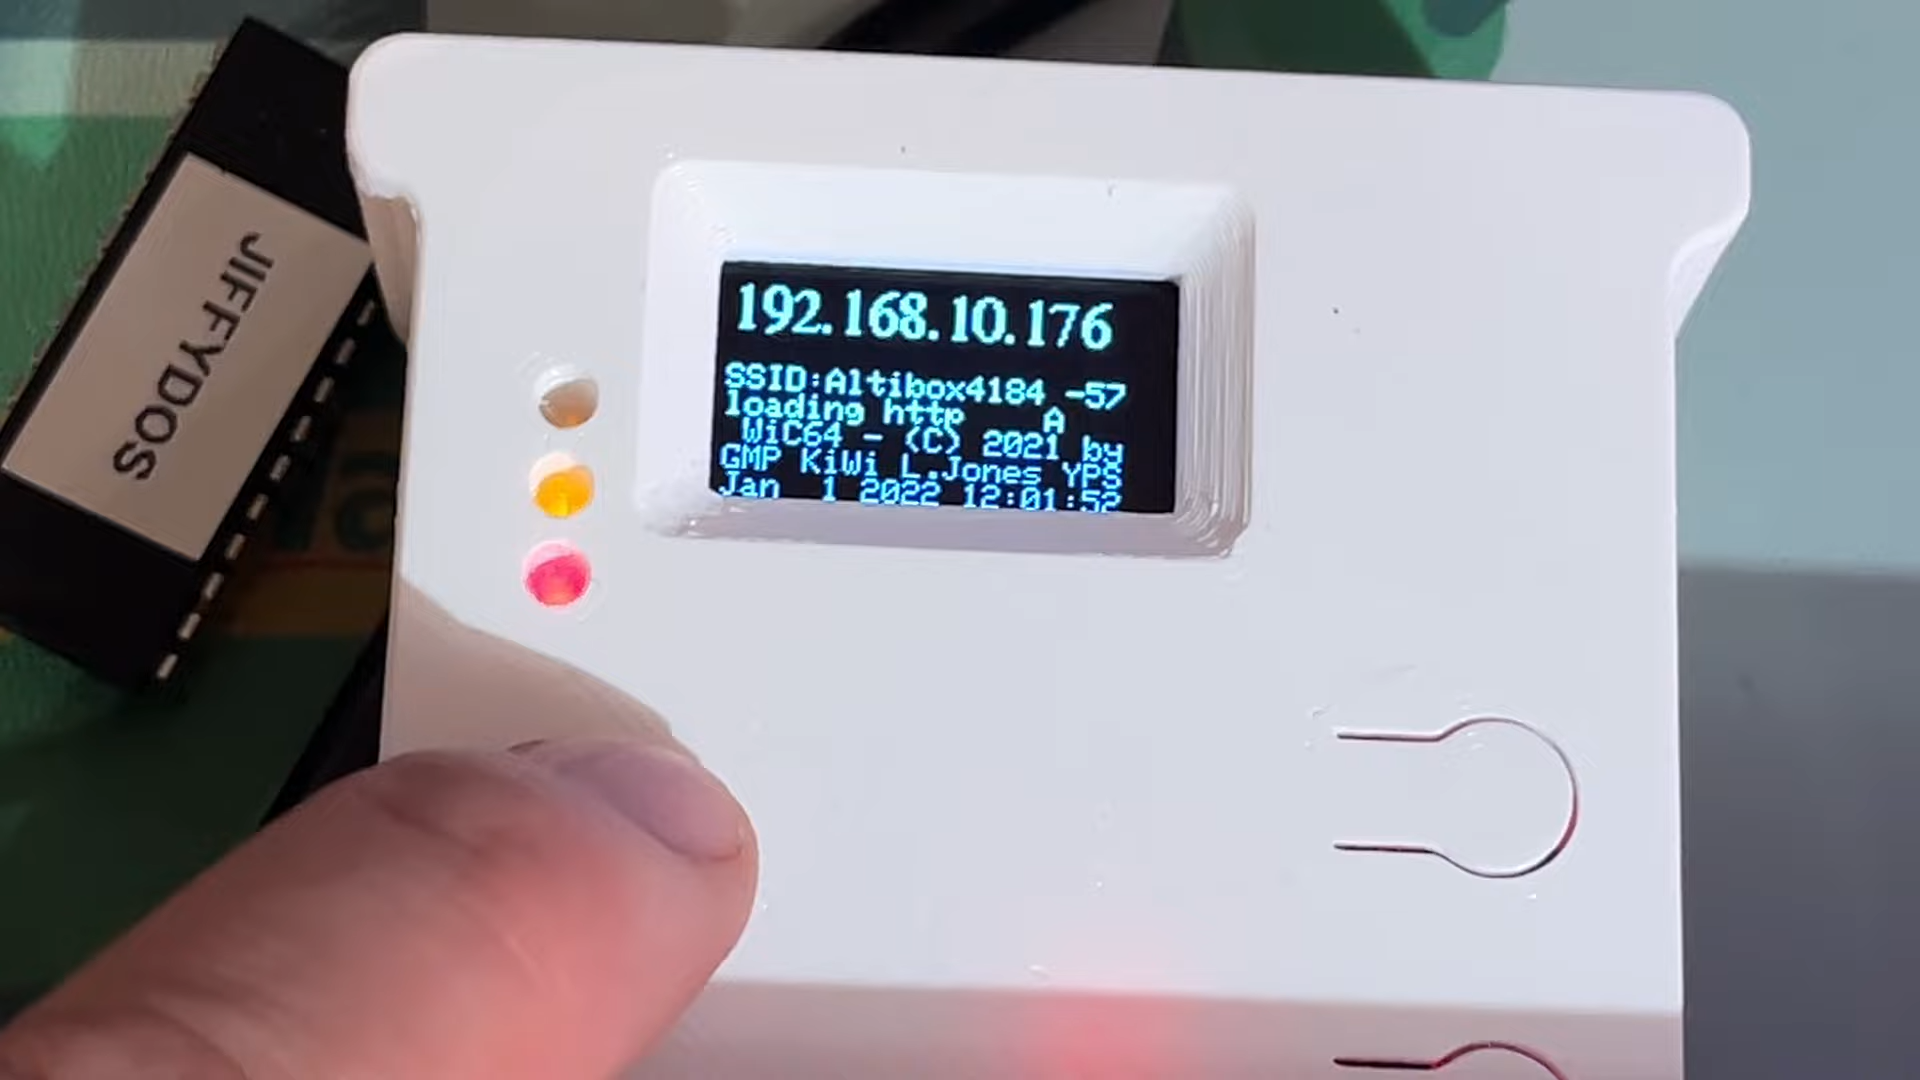 192.168.10.176
SSID:Altibox4184 -57
loading http A
WiC64 - (C) 2021 by
GMP KiWi L.Jones YPS
Jan 1 2022 12:01:52
JIFFYDOS